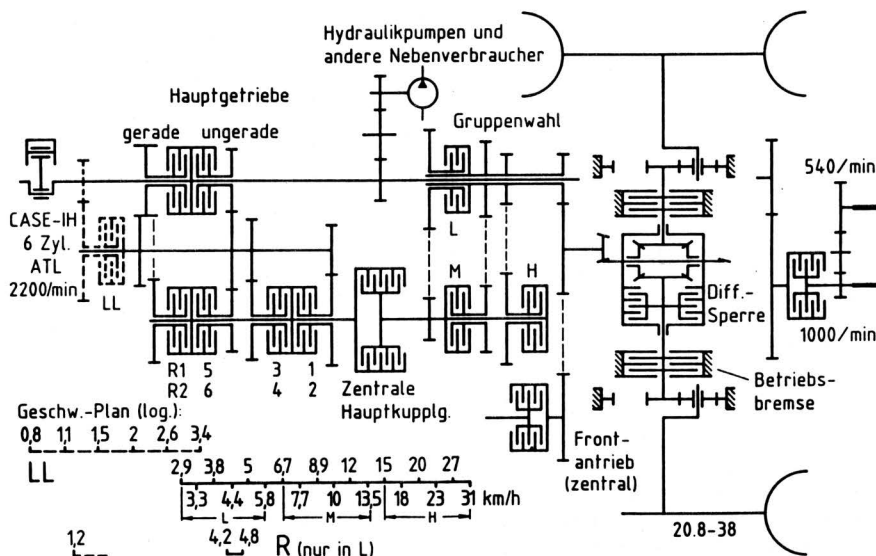 Hydraulikpumpen und
andere Nebenverbraucher
Hauptgetriebe
gerade ungerade
Gruppenwahl
540/min
CASE-IH
6 Zyl.
ATL
2200/min
LL
L
M
H
Diff.-
Sperre
1000/min
R1 5 3 1
R2 6 4 2
Zentrale
Hauptkupplg.
Betriebs-
bremse
Front-
antrieb
(zentral)
Geschw.-Plan (log.):
0,8 1,1 1,5 2 2,6 3,4
LL
2,9 3,8 5 6,7 8,9 12 15 20 27
3,3 4,4 5,8 7,7 10 13,5 18 23 31 km/h
L M H
20.8-38
1,2
4,2 4,8 R (nur in L)